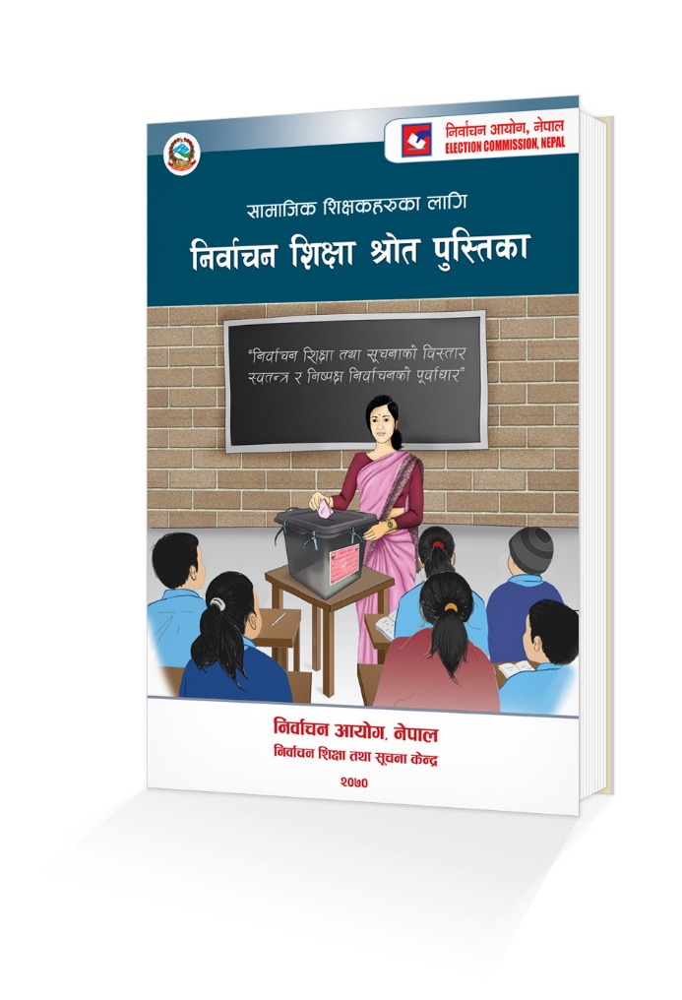 निर्वाचन आयोग, नेपाल
ELECTION COMMISSION, NEPAL
सामाजिक शिक्षकहरुका लागि
निर्वाचन शिक्षा श्रोत पुस्तिका
"निर्वाचन शिक्षा तथा सूचनाको विस्तार
स्वतन्त्र र निष्पक्ष निर्वाचनको पूर्वाधार"
निर्वाचन आयोग, नेपाल
निर्वाचन शिक्षा तथा सूचना केन्द्र
२०७०